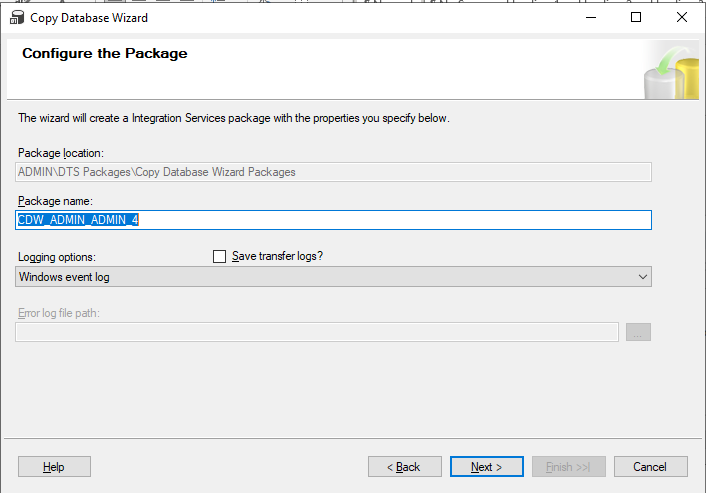 Copy Database Wizard
Configure the Package
The wizard will create a Integration Services package with the properties you specify below.
Package location:
ADMIN\DTS Packages\Copy Database Wizard Packages
Package name:
CDW_ADMIN_ADMIN_4
Logging options:
Save transfer logs?
Windows event log
Error log file path:
...
Help
< Back
Next >
Finish >>|
Cancel